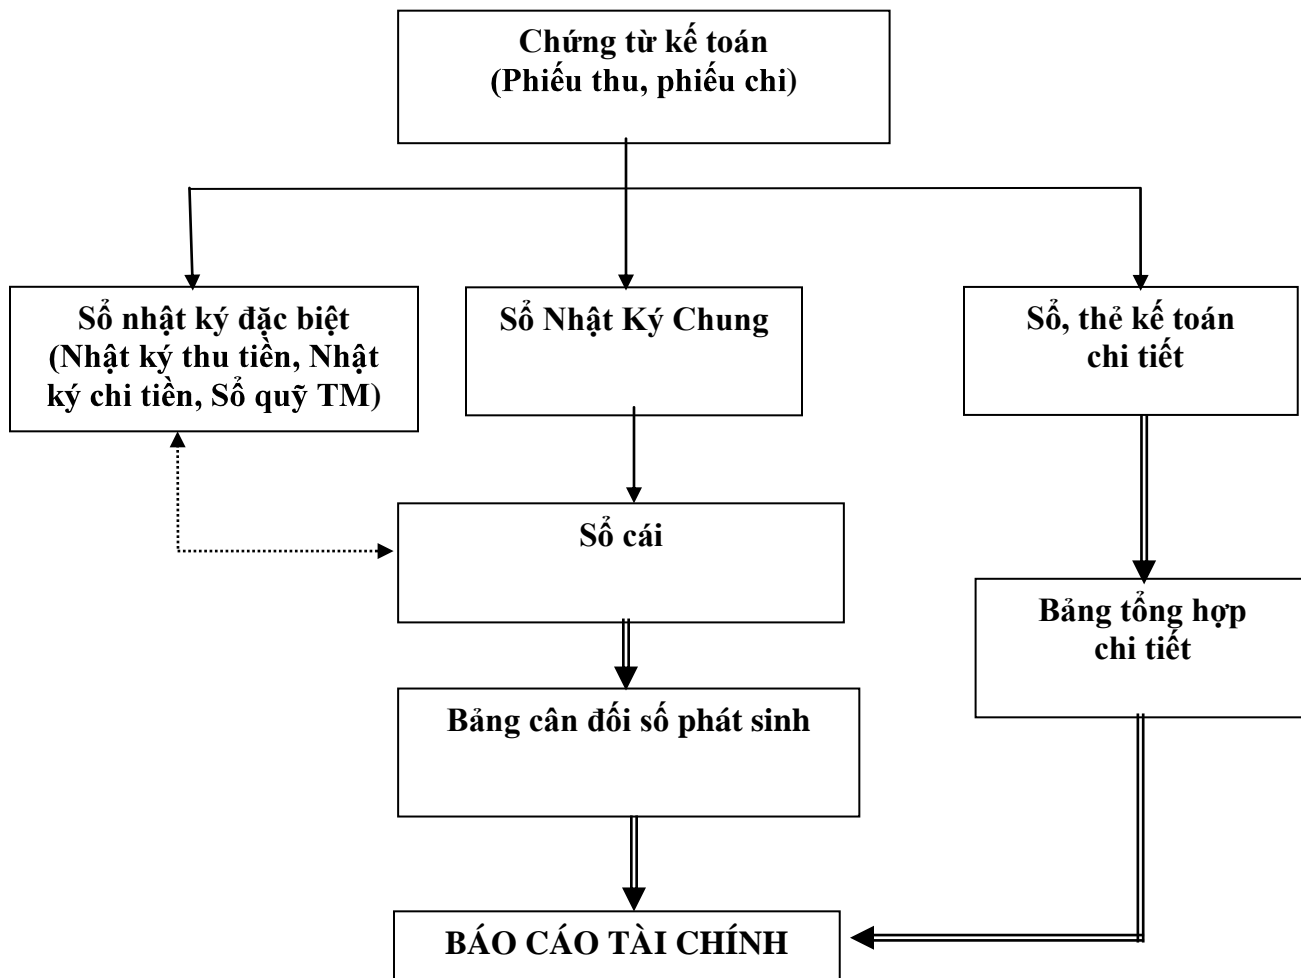 Chứng từ kế toán
(Phiếu thu, phiếu chi)
Sổ nhật ký đặc biệt
(Nhật ký thu tiền, Nhật
ký chi tiền, Sổ quỹ TM)
Sổ Nhật Ký Chung
Sổ, thẻ kế toán
chi tiết
Sổ cái
Bảng tổng hợp
chi tiết
Bảng cân đối số phát sinh
BÁO CÁO TÀI CHÍNH